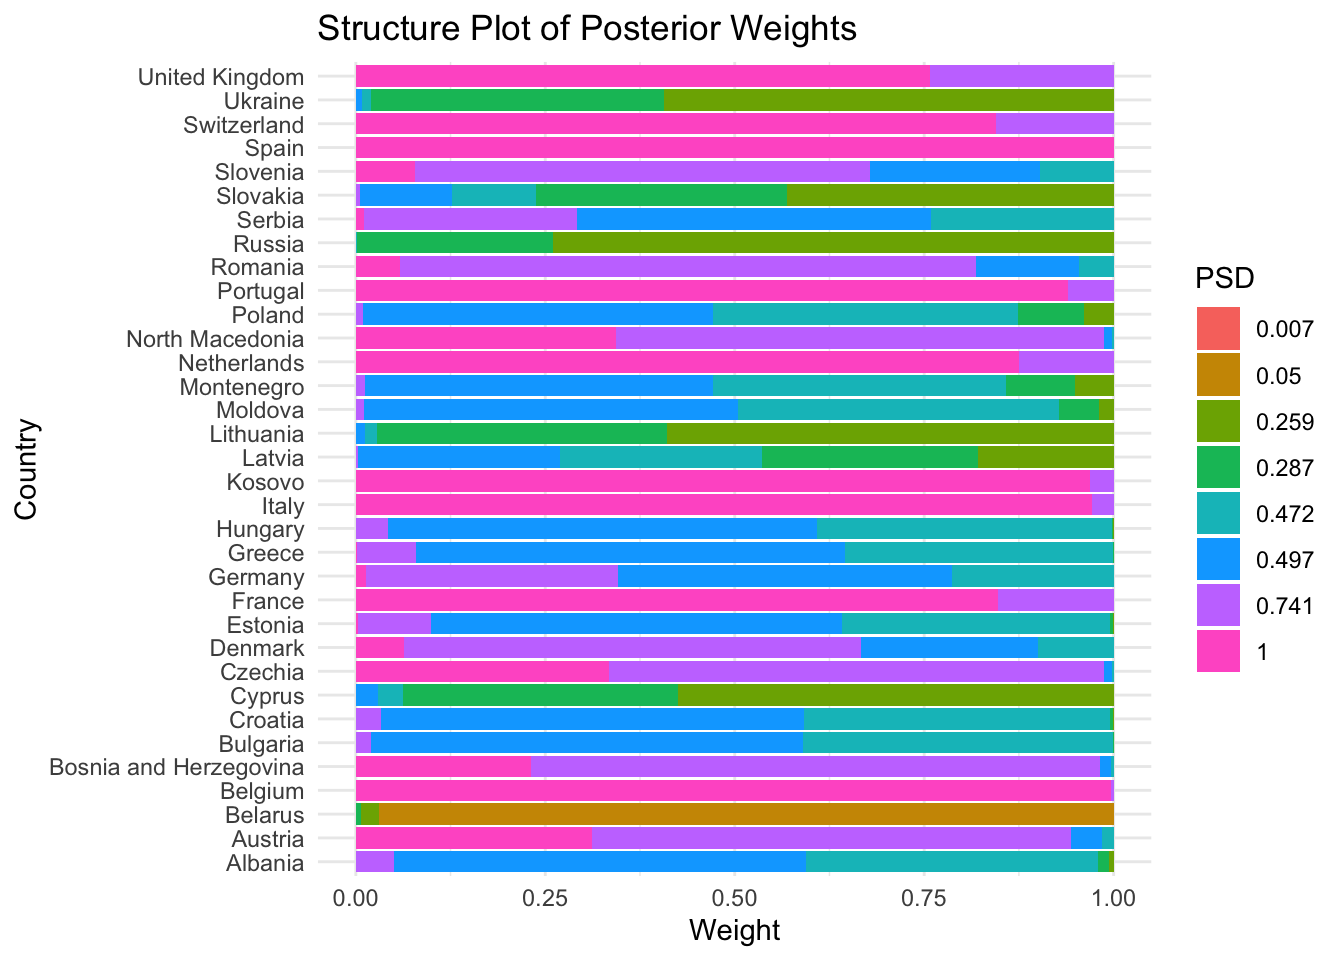 Structure Plot of Posterior Weights
Country
United Kingdom
Ukraine
Switzerland
Spain
Slovenia
Slovakia
Serbia
Russia
Romania
Portugal
Poland
North Macedonia
Netherlands
Montenegro
Moldova
Lithuania
Latvia
Kosovo
Italy
Hungary
Greece
Germany
France
Estonia
Denmark
Czechia
Cyprus
Croatia
Bulgaria
Bosnia and Herzegovina
Belgium
Belarus
Austria
Albania
0.00 0.25 0.50 0.75 1.00
Weight
PSD
0.007
0.05
0.259
0.287
0.472
0.497
0.741
1